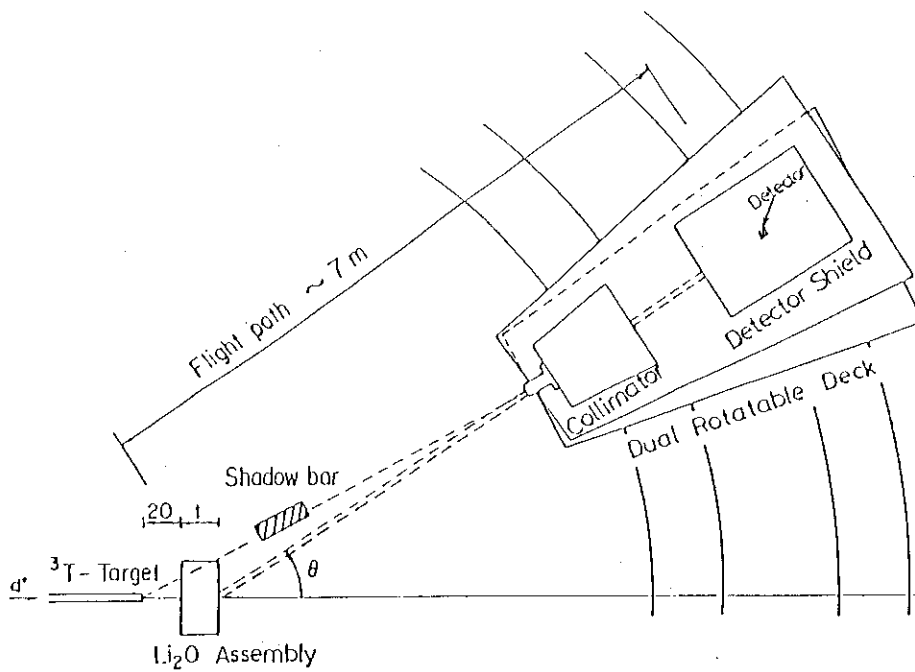 Flight path ~ 7 m
Detector
Detector Shield
Collimator
Dual Rotatable Deck
Shadow bar
20 t
³T-Target
d⁺
θ
Li₂O Assembly